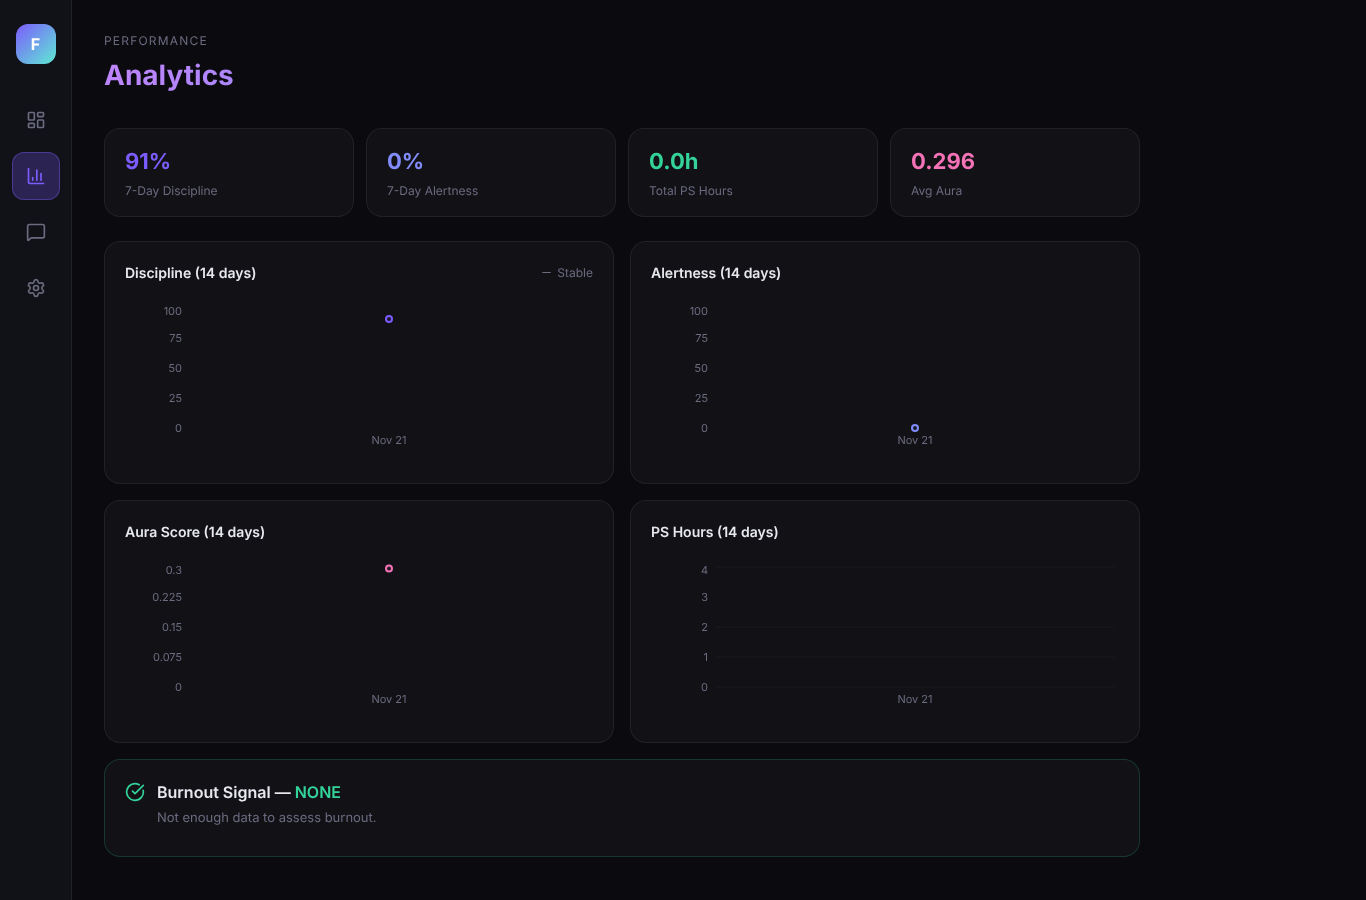 F
PERFORMANCE
Analytics
91%
7-Day Discipline
0%
7-Day Alertness
0.0h
Total PS Hours
0.296
Avg Aura
Discipline (14 days)
— Stable
100
75
50
25
0
Nov 21
Alertness (14 days)
100
75
50
25
0
Nov 21
Aura Score (14 days)
0.3
0.225
0.15
0.075
0
Nov 21
PS Hours (14 days)
4
3
2
1
0
Nov 21
Burnout Signal — NONE
Not enough data to assess burnout.